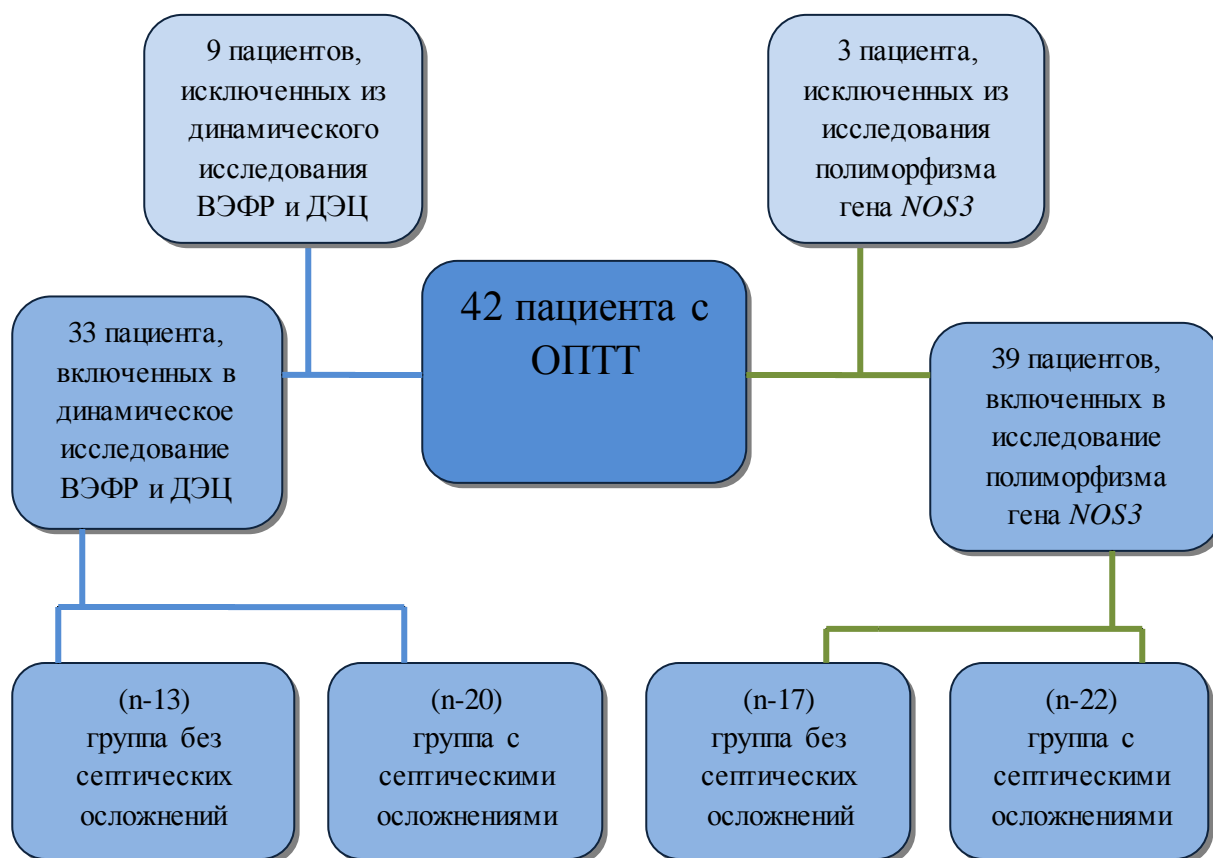 9 пациентов,
исключенных из
динамического
исследования
ВЭФР и ДЭЦ
3 пациента,
исключенных из
исследования
полиморфизма
гена NOS3
42 пациента с
ОПТТ
33 пациента,
включенных в
динамическое
исследование
ВЭФР и ДЭЦ
39 пациентов,
включенных в
исследование
полиморфизма
гена NOS3
(n-13)
группа без
септических
осложнений
(n-20)
группа с
септическими
осложнениями
(n-17)
группа без
септических
осложнений
(n-22)
группа с
септическими
осложнениями